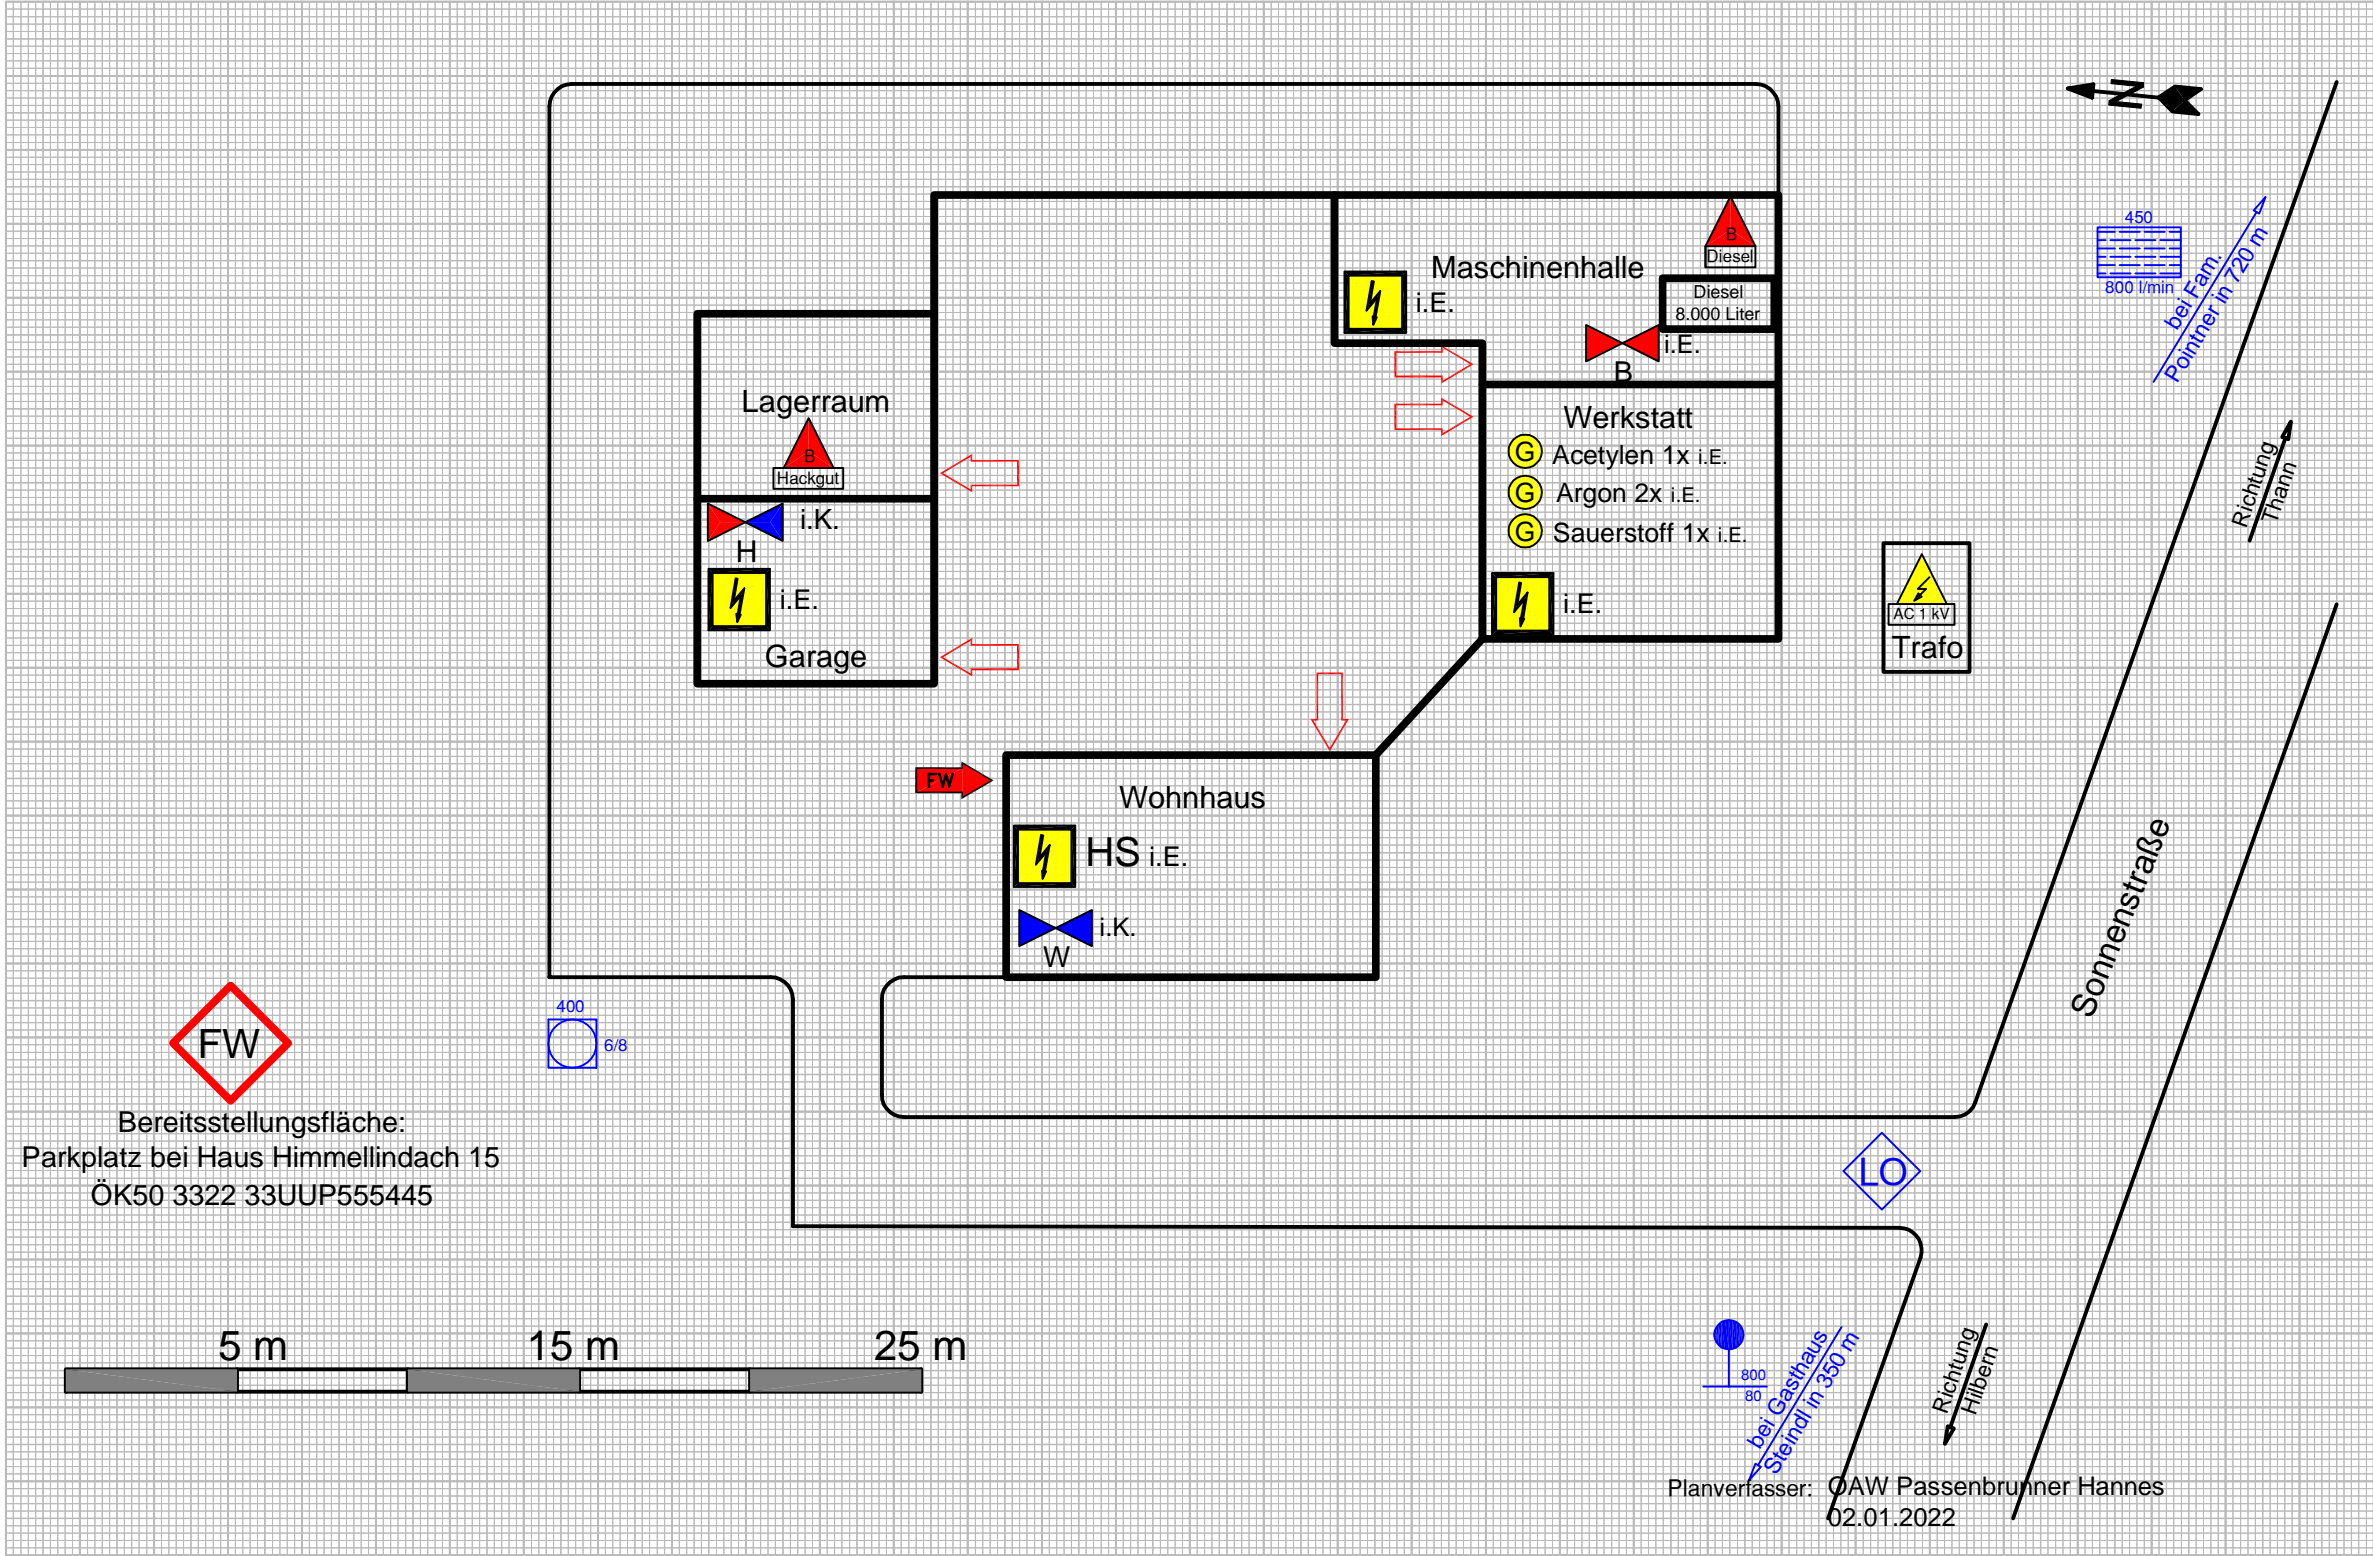 N
450
800 l/min
bei Fam.
Pointner in 720 m
B
Diesel
Maschinenhalle
i.E.
Diesel
8.000 Liter
i.E.
B
Lagerraum
B
Hackgut
i.K.
H
i.E.
Garage
Werkstatt
G Acetylen 1x i.E.
G Argon 2x i.E.
G Sauerstoff 1x i.E.
i.E.
Richtung
Thann
AC 1 kV
Trafo
FW
Wohnhaus
HS i.E.
i.K.
W
Sonnenstraße
FW
Bereitsstellungsfläche:
Parkplatz bei Haus Himmellindach 15
ÖK50 3322 33UUP555445
400
6/8
LO
5 m
15 m
25 m
800
80
bei Gasthaus
Steindl in 350 m
Richtung
Hilbern
Planverfasser: OAW Passenbrunner Hannes
02.01.2022